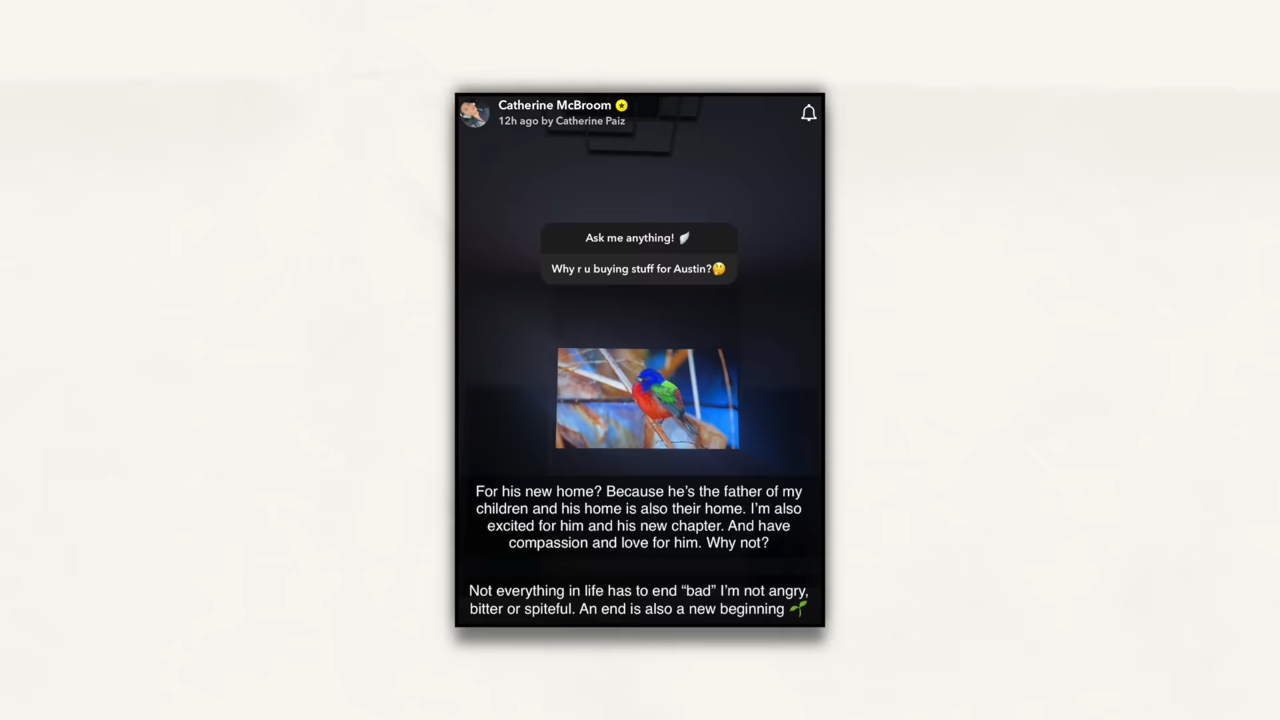 Catherine McBroom
12h ago by Catherine Paiz
Ask me anything!
Why r u buying stuff for Austin?🤔
For his new home? Because he’s the father of my
children and his home is also their home. I’m also
excited for him and his new chapter. And have
compassion and love for him. Why not?
Not everything in life has to end “bad” I’m not angry,
bitter or spiteful. An end is also a new beginning 🌱